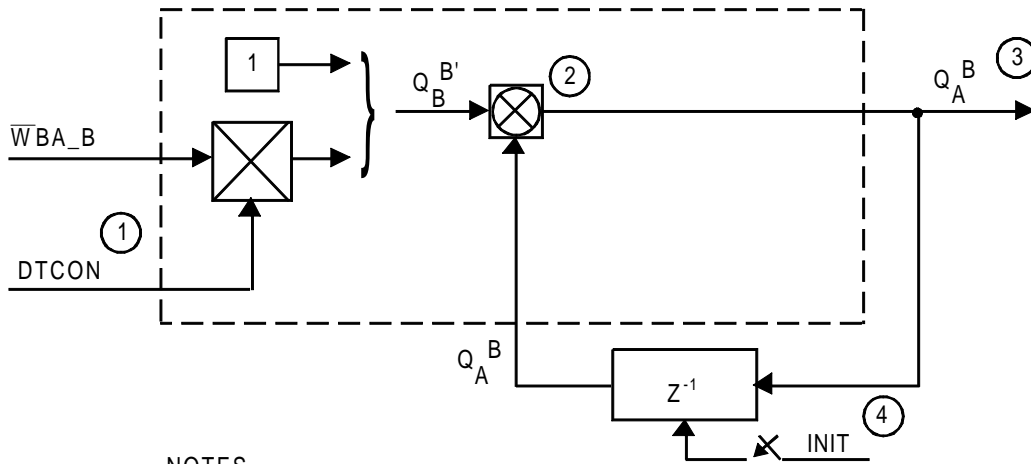 1
2
3
Q_B^B'
Q_A^B
W̅BA_B
1
DTCON
Q_A^B
Z^-1
4
INIT
NOTES